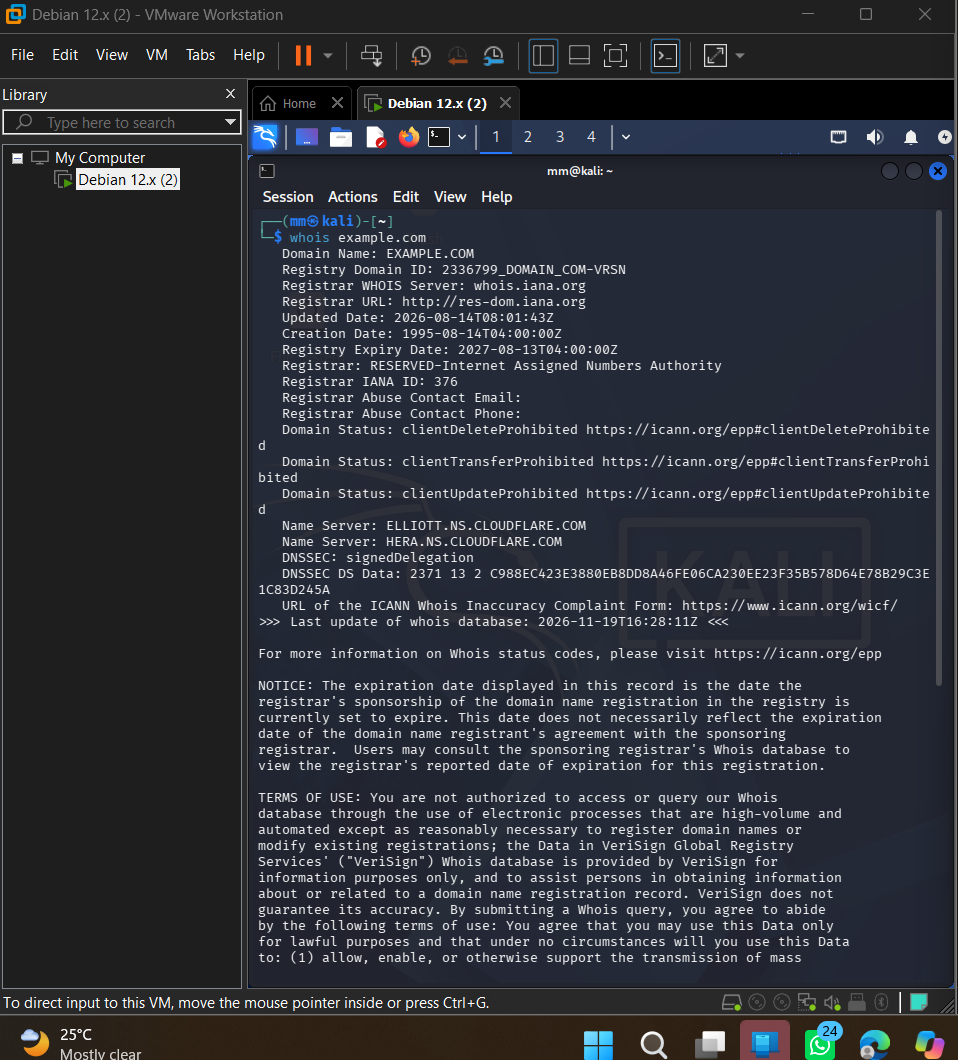 Debian 12.x (2) - VMware Workstation
File Edit View VM Tabs Help
Library
Type here to search
My Computer
Debian 12.x (2)
Home
Debian 12.x (2)
1 2 3 4
mm@kali: ~
Session Actions Edit View Help
┌──(mm㉿kali)-[~]
└─$ whois example.com
Domain Name: EXAMPLE.COM
Registry Domain ID: 2336799_DOMAIN_COM-VRSN
Registrar WHOIS Server: whois.iana.org
Registrar URL: http://res-dom.iana.org
Updated Date: 2026-08-14T08:01:43Z
Creation Date: 1995-08-14T04:00:00Z
Registry Expiry Date: 2027-08-13T04:00:00Z
Registrar: RESERVED-Internet Assigned Numbers Authority
Registrar IANA ID: 376
Registrar Abuse Contact Email:
Registrar Abuse Contact Phone:
Domain Status: clientDeleteProhibited https://icann.org/epp#clientDeleteProhibite
d
Domain Status: clientTransferProhibited https://icann.org/epp#clientTransferProhi
bited
Domain Status: clientUpdateProhibited https://icann.org/epp#clientUpdateProhibite
d
Name Server: ELLIOTT.NS.CLOUDFLARE.COM
Name Server: HERA.NS.CLOUDFLARE.COM
DNSSEC: signedDelegation
DNSSEC DS Data: 2371 13 2 C988EC423E3880EB8DD8A46FE06CA230EE23F35B578D64E78B29C3E
1C83D245A
URL of the ICANN Whois Inaccuracy Complaint Form: https://www.icann.org/wicf/
>>> Last update of whois database: 2026-11-19T16:28:11Z <<<
For more information on Whois status codes, please visit https://icann.org/epp
NOTICE: The expiration date displayed in this record is the date the
registrar's sponsorship of the domain name registration in the registry is
currently set to expire. This date does not necessarily reflect the expiration
date of the domain name registrant's agreement with the sponsoring
registrar.  Users may consult the sponsoring registrar's Whois database to
view the registrar's reported date of expiration for this registration.
TERMS OF USE: You are not authorized to access or query our Whois
database through the use of electronic processes that are high-volume and
automated except as reasonably necessary to register domain names or
modify existing registrations; the Data in VeriSign Global Registry
Services' ("VeriSign") Whois database is provided by VeriSign for
information purposes only, and to assist persons in obtaining information
about or related to a domain name registration record. VeriSign does not
guarantee its accuracy. By submitting a Whois query, you agree to abide
by the following terms of use: You agree that you may use this Data only
for lawful purposes and that under no circumstances will you use this Data
to: (1) allow, enable, or otherwise support the transmission of mass
KALI
To direct input to this VM, move the mouse pointer inside or press Ctrl+G.
25°C
Mostly clear
24